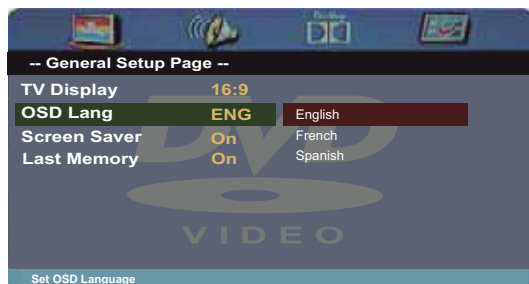 -- General Setup Page --
TV Display 16:9
OSD Lang ENG English
French
Screen Saver On
Spanish
Last Memory On
DVD
VIDEO
Set OSD Language